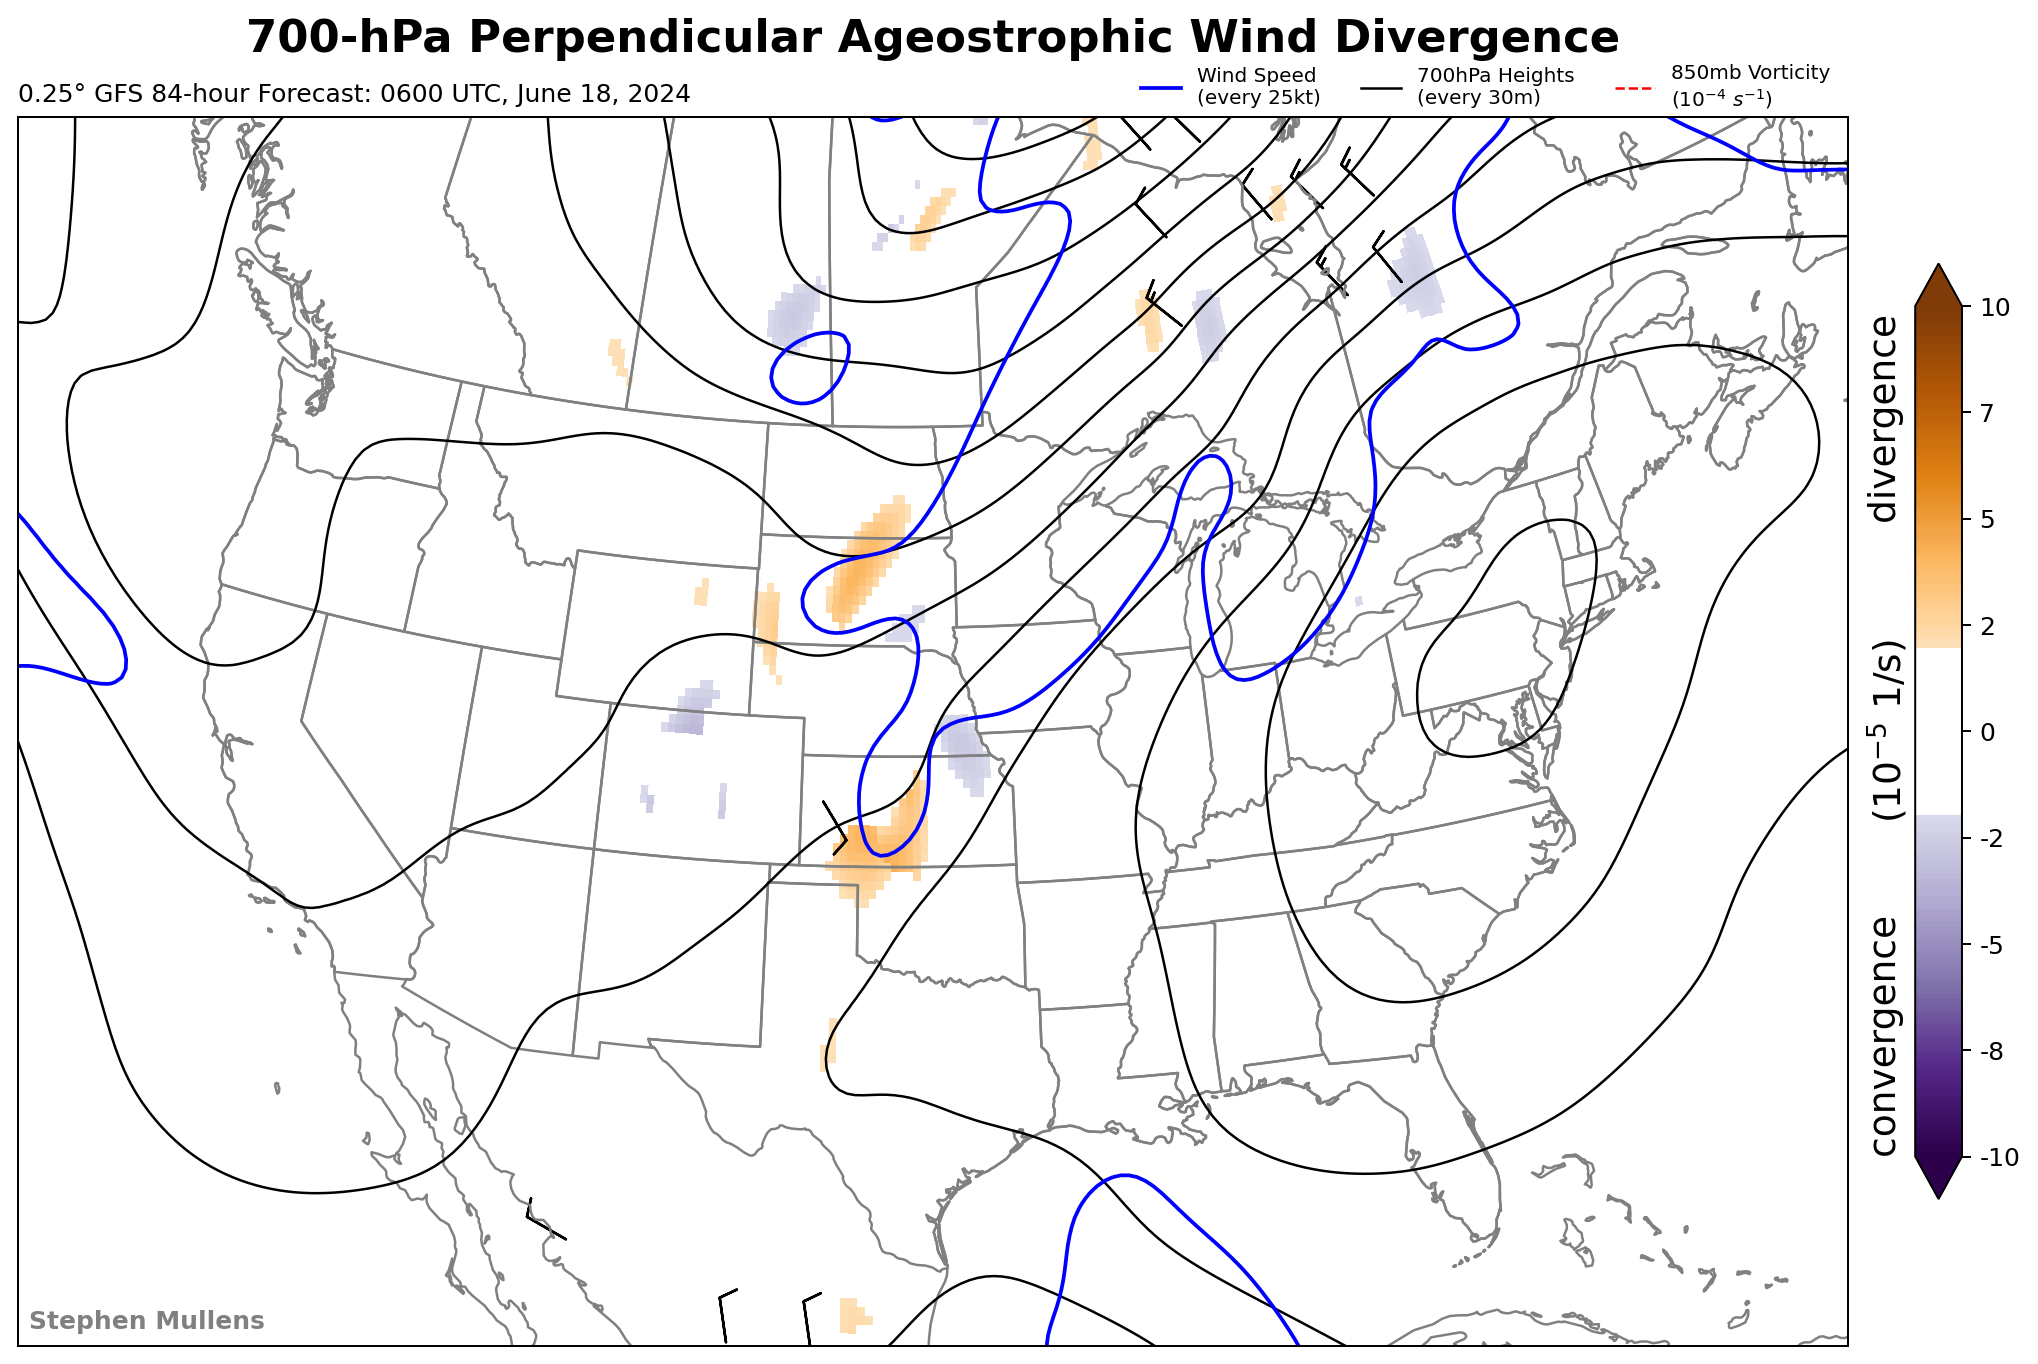 700-hPa Perpendicular Ageostrophic Wind Divergence
0.25° GFS 84-hour Forecast: 0600 UTC, June 18, 2024
Wind Speed
(every 25kt)
700hPa Heights
(every 30m)
850mb Vorticity
(10⁻⁴ s⁻¹)
10
7
5
2
0
-2
-5
-8
-10
convergence (10⁻⁵ 1/s) divergence
Stephen Mullens